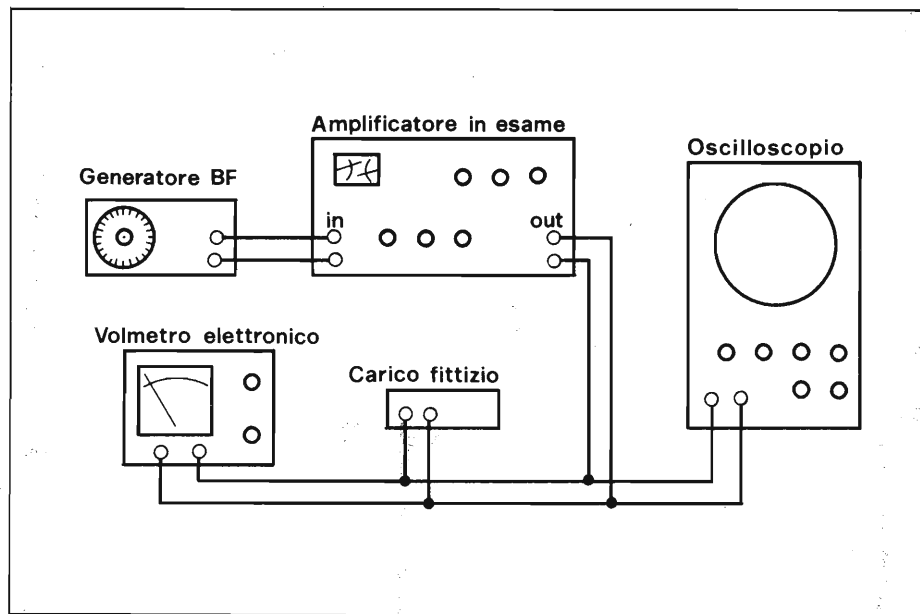 Amplificatore in esame
Oscilloscopio
Generatore BF
in
out
Volmetro elettronico
Carico fittizio